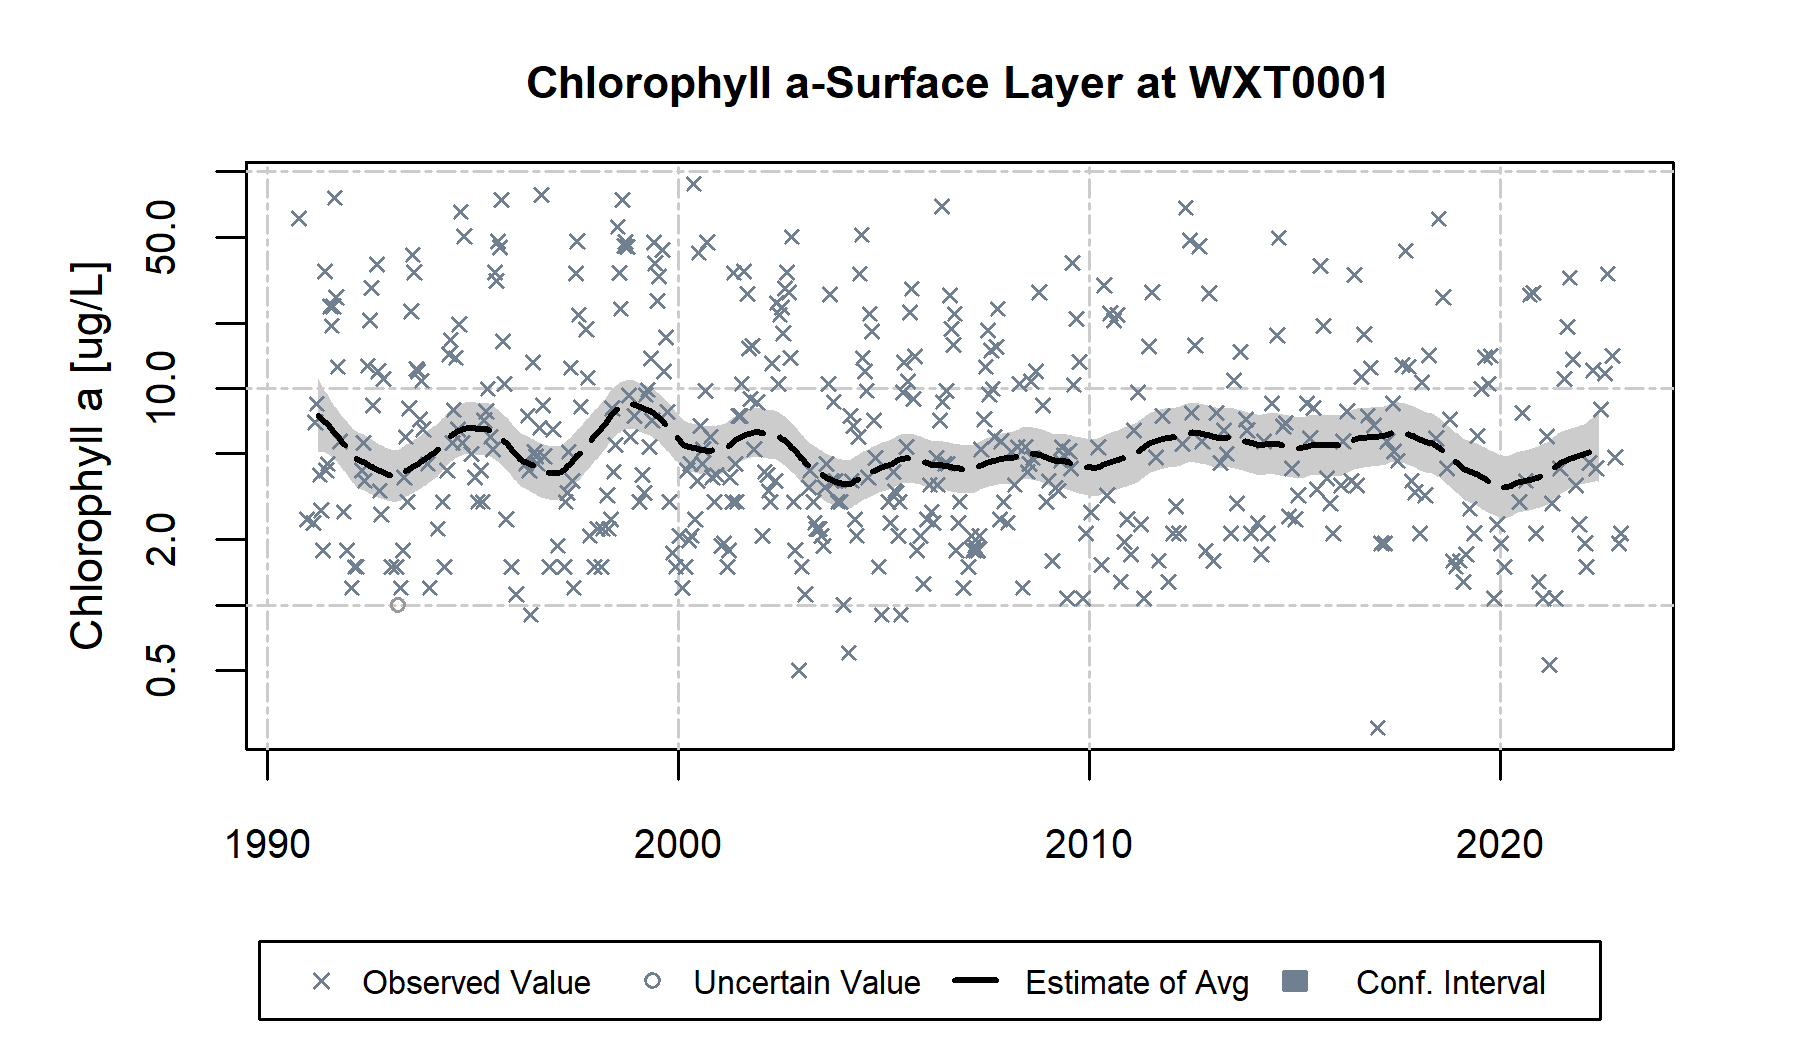 Chlorophyll a-Surface Layer at WXT0001
Chlorophyll a [ug/L]
50.0
10.0
2.0
0.5
1990 2000 2010 2020
Observed Value Uncertain Value Estimate of Avg Conf. Interval